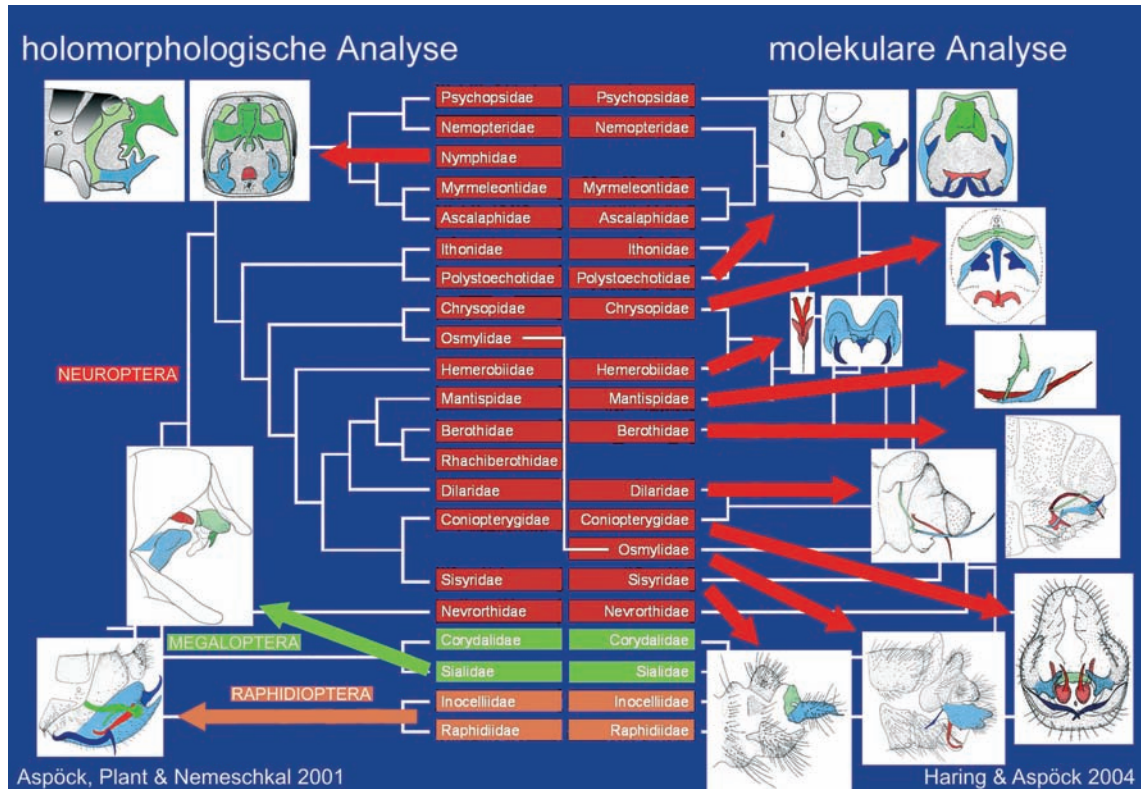 holomorphologische Analyse
molekulare Analyse
Psychopsidae Psychopsidae
Nemopteridae Nemopteridae
Nymphidae
Myrmeleontidae Myrmeleontidae
Ascalaphidae Ascalaphidae
Ithonidae Ithonidae
Polystoechotidae Polystoechotidae
Chrysopidae Chrysopidae
Osmylidae
NEUROPTERA
Hemerobiidae Hemerobiidae
Mantispidae Mantispidae
Berothidae Berothidae
Rhachiberothidae
Dilaridae Dilaridae
Coniopterygidae Coniopterygidae
Osmylidae
Sisyridae Sisyridae
Nevrorthidae Nevrorthidae
MEGALOPTERA
Corydalidae Corydalidae
Sialidae Sialidae
RAPHIDIOPTERA
Inocelliidae Inocelliidae
Raphidiidae Raphidiidae
Aspöck, Plant & Nemeschkal 2001
Haring & Aspöck 2004